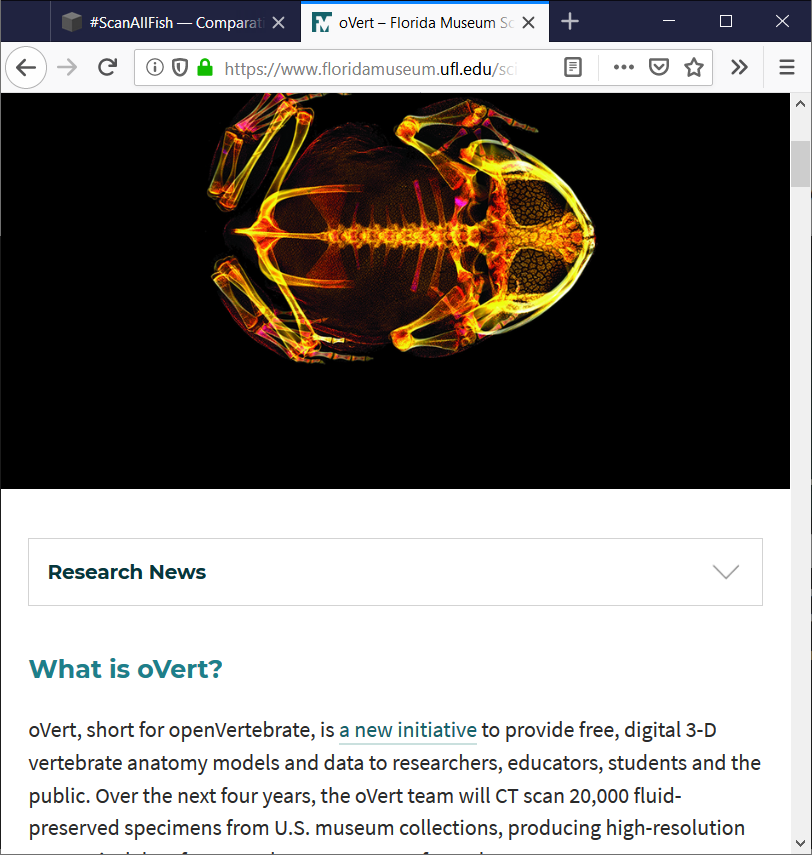 #ScanAllFish — Comparati
oVert – Florida Museum Sc
https://www.floridamuseum.ufl.edu/sci
Research News
What is oVert?
oVert, short for openVertebrate, is a new initiative to provide free, digital 3-D
vertebrate anatomy models and data to researchers, educators, students and the
public. Over the next four years, the oVert team will CT scan 20,000 fluid-
preserved specimens from U.S. museum collections, producing high-resolution